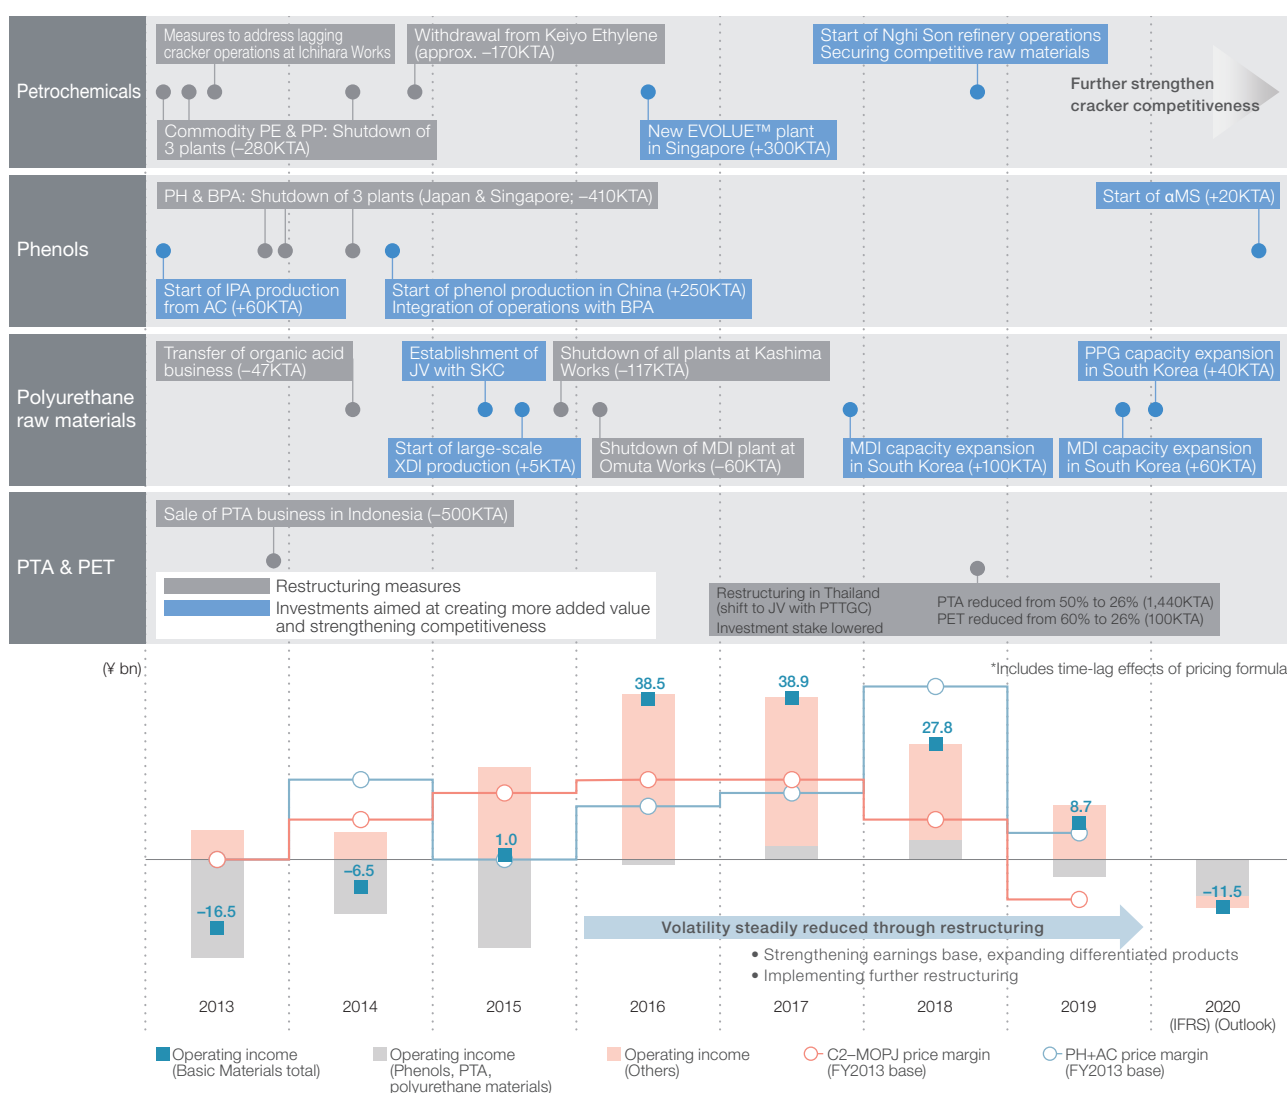 Petrochemicals
Measures to address lagging
cracker operations at Ichihara Works
Withdrawal from Keiyo Ethylene
(approx. –170KTA)
Start of Nghi Son refinery operations
Securing competitive raw materials
Further strengthen
cracker competitiveness
Commodity PE & PP: Shutdown of
3 plants (–280KTA)
New EVOLUE™ plant
in Singapore (+300KTA)
Phenols
PH & BPA: Shutdown of 3 plants (Japan & Singapore; –410KTA)
Start of αMS (+20KTA)
Start of IPA production
from AC (+60KTA)
Start of phenol production in China (+250KTA)
Integration of operations with BPA
Polyurethane
raw materials
Transfer of organic acid
business (–47KTA)
Establishment of
JV with SKC
Shutdown of all plants at Kashima
Works (–117KTA)
PPG capacity expansion
in South Korea (+40KTA)
Start of large-scale
XDI production (+5KTA)
Shutdown of MDI plant at
Omuta Works (–60KTA)
MDI capacity expansion
in South Korea (+100KTA)
MDI capacity expansion
in South Korea (+60KTA)
PTA & PET
Sale of PTA business in Indonesia (–500KTA)
Restructuring measures
Investments aimed at creating more added value
and strengthening competitiveness
Restructuring in Thailand
(shift to JV with PTTGC)
Investment stake lowered
PTA reduced from 50% to 26% (1,440KTA)
PET reduced from 60% to 26% (100KTA)
(¥ bn)
*Includes time-lag effects of pricing formula
–16.5
–6.5
1.0
38.5
38.9
27.8
8.7
–11.5
Volatility steadily reduced through restructuring
• Strengthening earnings base, expanding differentiated products
• Implementing further restructuring
2013
2014
2015
2016
2017
2018
2019
2020
(IFRS) (Outlook)
Operating income
(Basic Materials total)
Operating income
(Phenols, PTA,
polyurethane materials)
Operating income
(Others)
C2–MOPJ price margin
(FY2013 base)
PH+AC price margin
(FY2013 base)